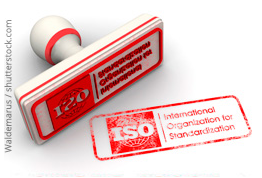 Waldemarus / shutterstock.com
ISO
International
Organization for
Standardization